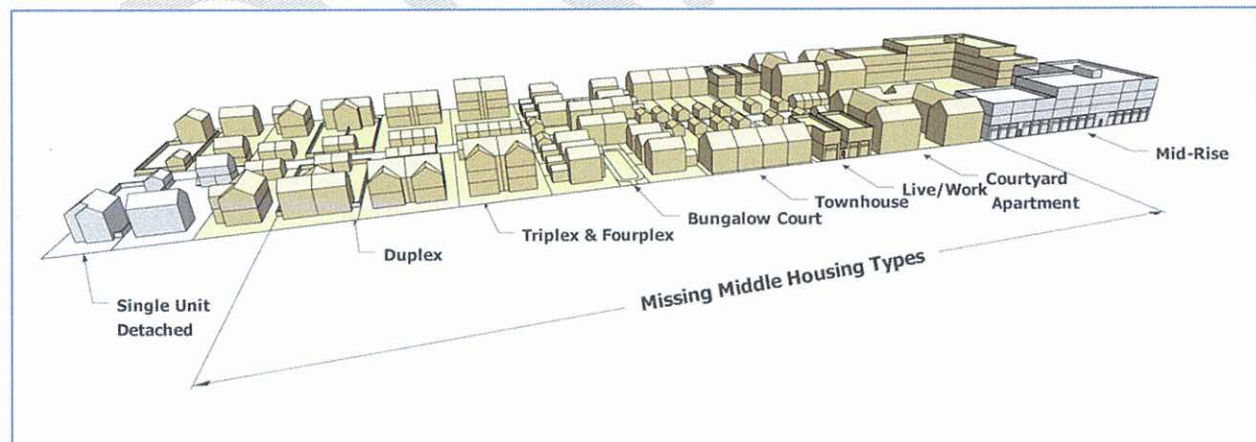 Single Unit
Detached
Duplex
Triplex & Fourplex
Bungalow Court
Townhouse
Live/Work
Courtyard
Apartment
Mid-Rise
Missing Middle Housing Types